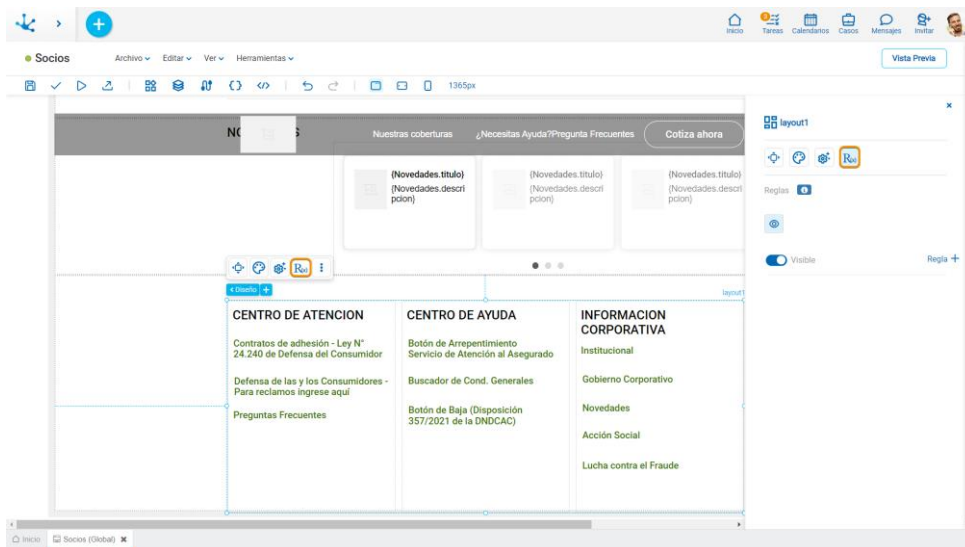 Inicio
3
Tareas
Calendarios
Casos
Mensajes
Invitar
Socios
Archivo
Editar
Ver
Herramientas
Vista Previa
1365px
Nuestras coberturas
¿Necesitas Ayuda?Pregunta Frecuentes
Cotiza ahora
{Novedades.titulo}
{Novedades.descri
pcion}
{Novedades.titulo}
{Novedades.descri
pcion}
{Novedades.titulo}
{Novedades.descri
pcion}
R(x)
Diseño
layout1
CENTRO DE ATENCION
Contratos de adhesión - Ley N°
24.240 de Defensa del Consumidor
Defensa de las y los Consumidores -
Para reclamos ingrese aquí
Preguntas Frecuentes
CENTRO DE AYUDA
Botón de Arrepentimiento
Servicio de Atención al Asegurado
Buscador de Cond. Generales
Botón de Baja (Disposición
357/2021 de la DNDCAC)
INFORMACION
CORPORATIVA
Institucional
Gobierno Corporativo
Novedades
Acción Social
Lucha contra el Fraude
layout1
R(x)
Reglas
Visible
Regla
Inicio
Socios (Global)